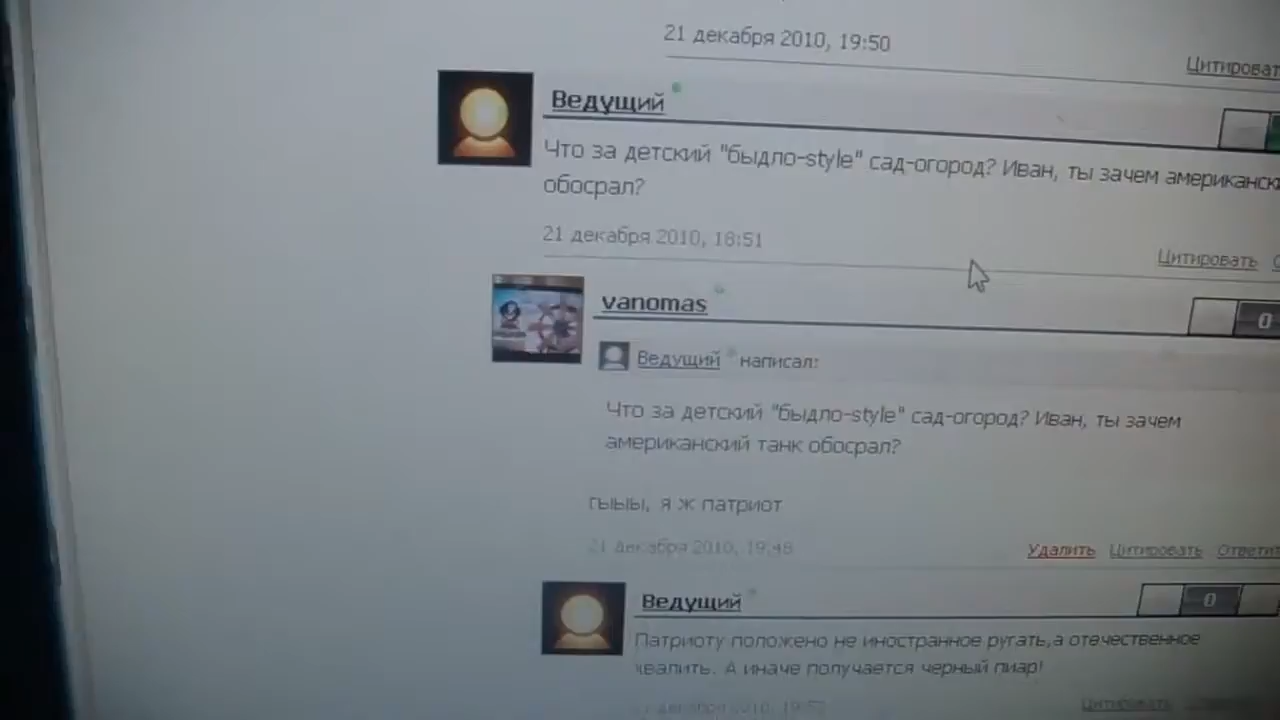 21 декабря 2010, 19:50
Цитироват
Ведущий
Что за детский "быдло-style" сад-огород? Иван, ты зачем американск
обосрал?
21 декабря 2010, 18:51
Цитировать
vanomas
0
Ведущий написал:
Что за детский "быдло-style" сад-огород? Иван, ты зачем
американский танк обосрал?
гыыы, я ж патриот
21 декабря 2010, 19:48
Удалить Цитировать Ответит
Ведущий
0
Патриоту положено не иностранное ругать,а отечественное
хвалить. А иначе получается черный пиар!
декабря 2010,
Цитировать